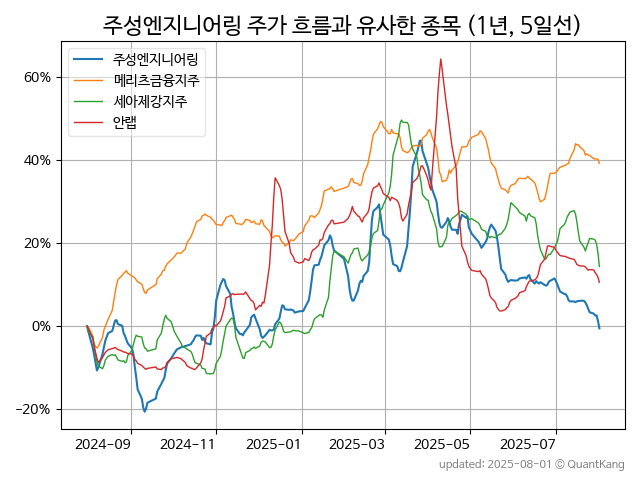 주성엔지니어링 주가 흐름과 유사한 종목 (1년, 5일선)
주성엔지니어링
메리츠금융지주
세아제강지주
안랩
60%
40%
20%
0%
−20%
2024-09 2024-11 2025-01 2025-03 2025-05 2025-07
updated: 2025-08-01 © QuantKang